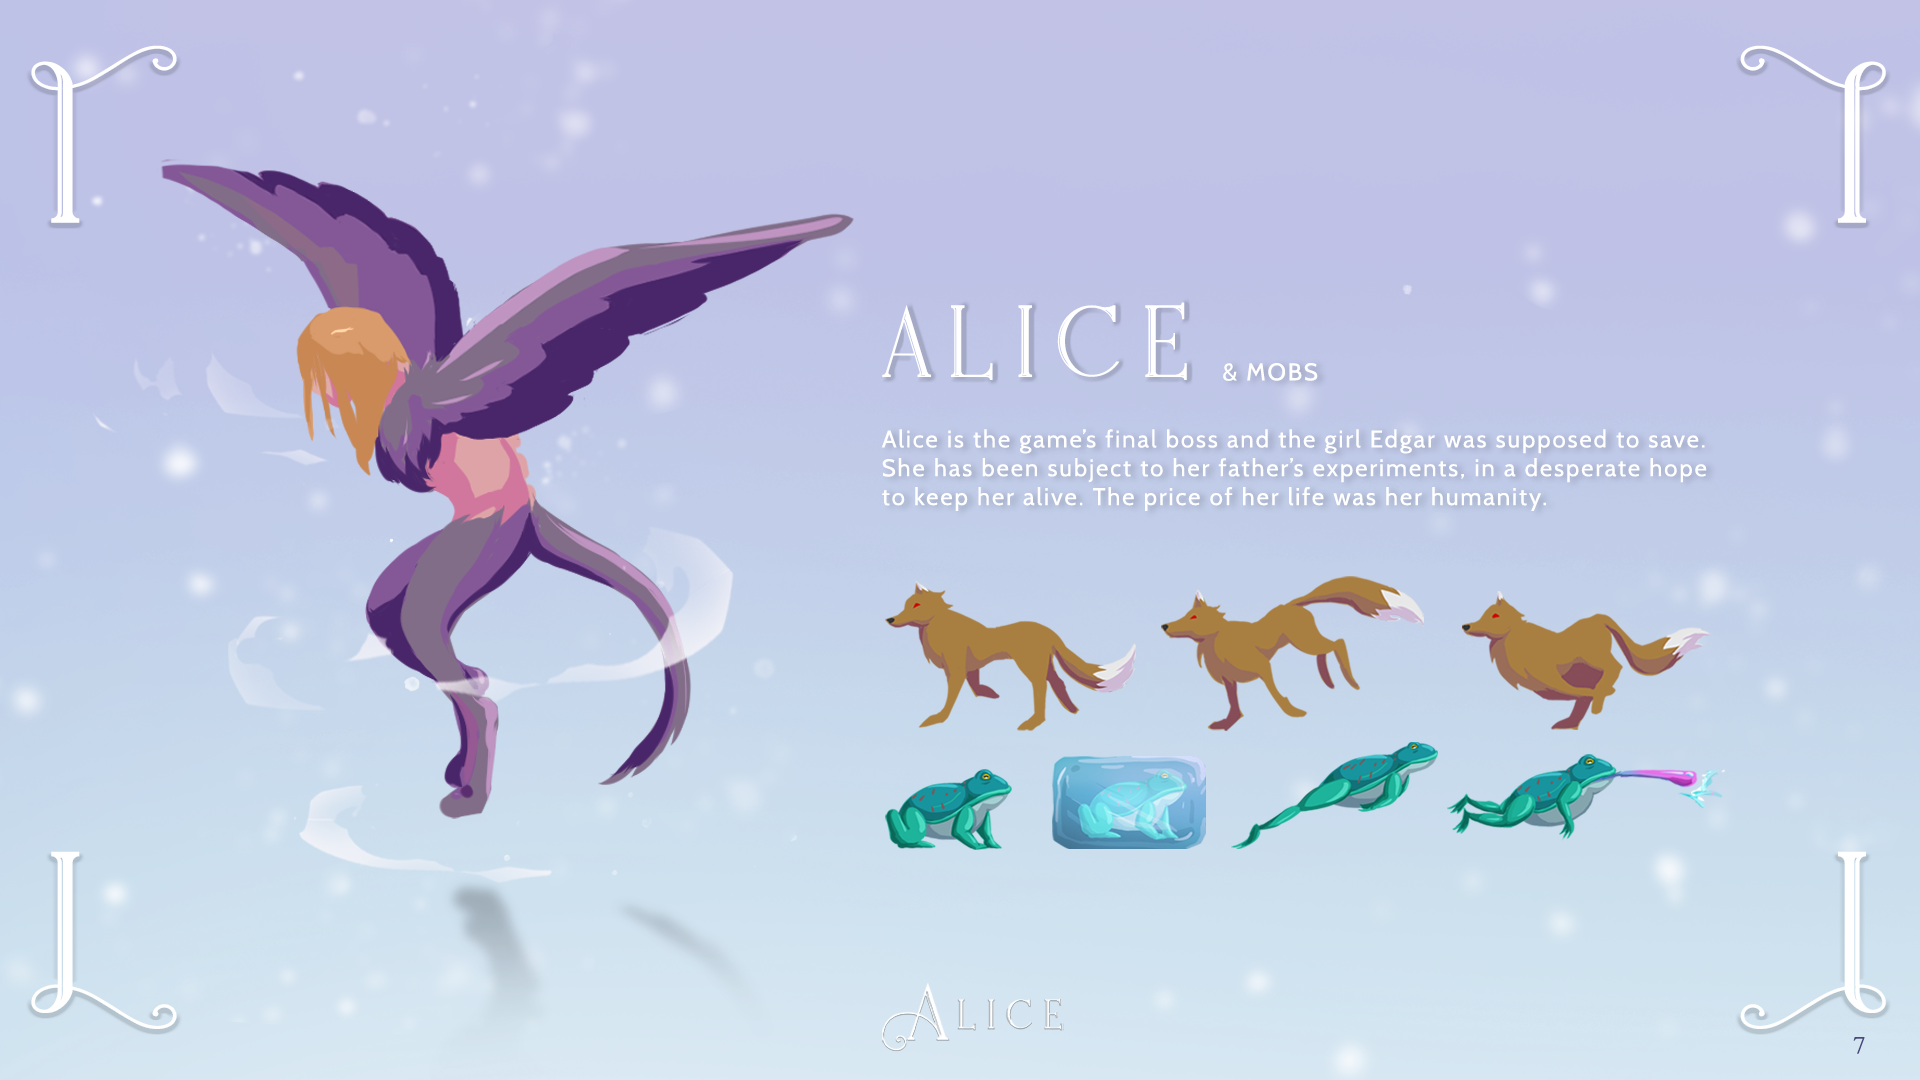 ALICE & MOBS
Alice is the game's final boss and the girl Edgar was supposed to save.
She has been subject to her father's experiments, in a desperate hope
to keep her alive. The price of her life was her humanity.
ALICE
7